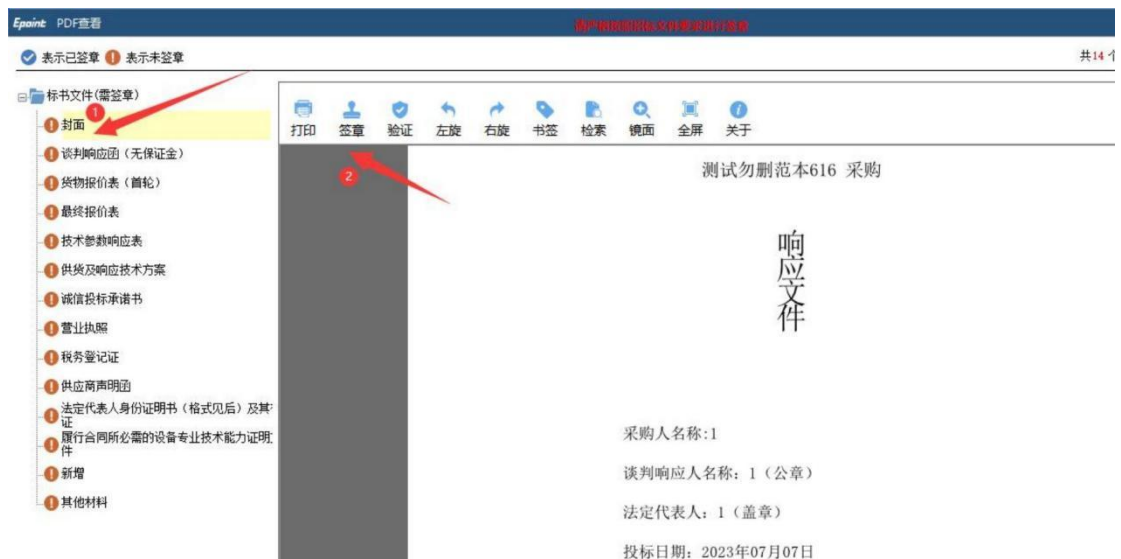 Epoint PDF查看
表示已签章 表示未签章
共14 个
标书文件(需签章)
1
封面
谈判响应函（无保证金）
货物报价表（首轮）
最终报价表
技术参数响应表
供货及响应技术方案
诚信投标承诺书
营业执照
税务登记证
供应商声明函
法定代表人身份证明书（格式见后）及其
证
履行合同所必需的设备专业技术能力证明
件
新增
其他材料
打印 签章 验证 左旋 右旋 书签 检索 镜面 全屏 关于
2
测试勿删范本616 采购
响应文件
采购人名称:1
谈判响应人名称：1（公章）
法定代表人：1（盖章）
投标日期：2023年07月07日